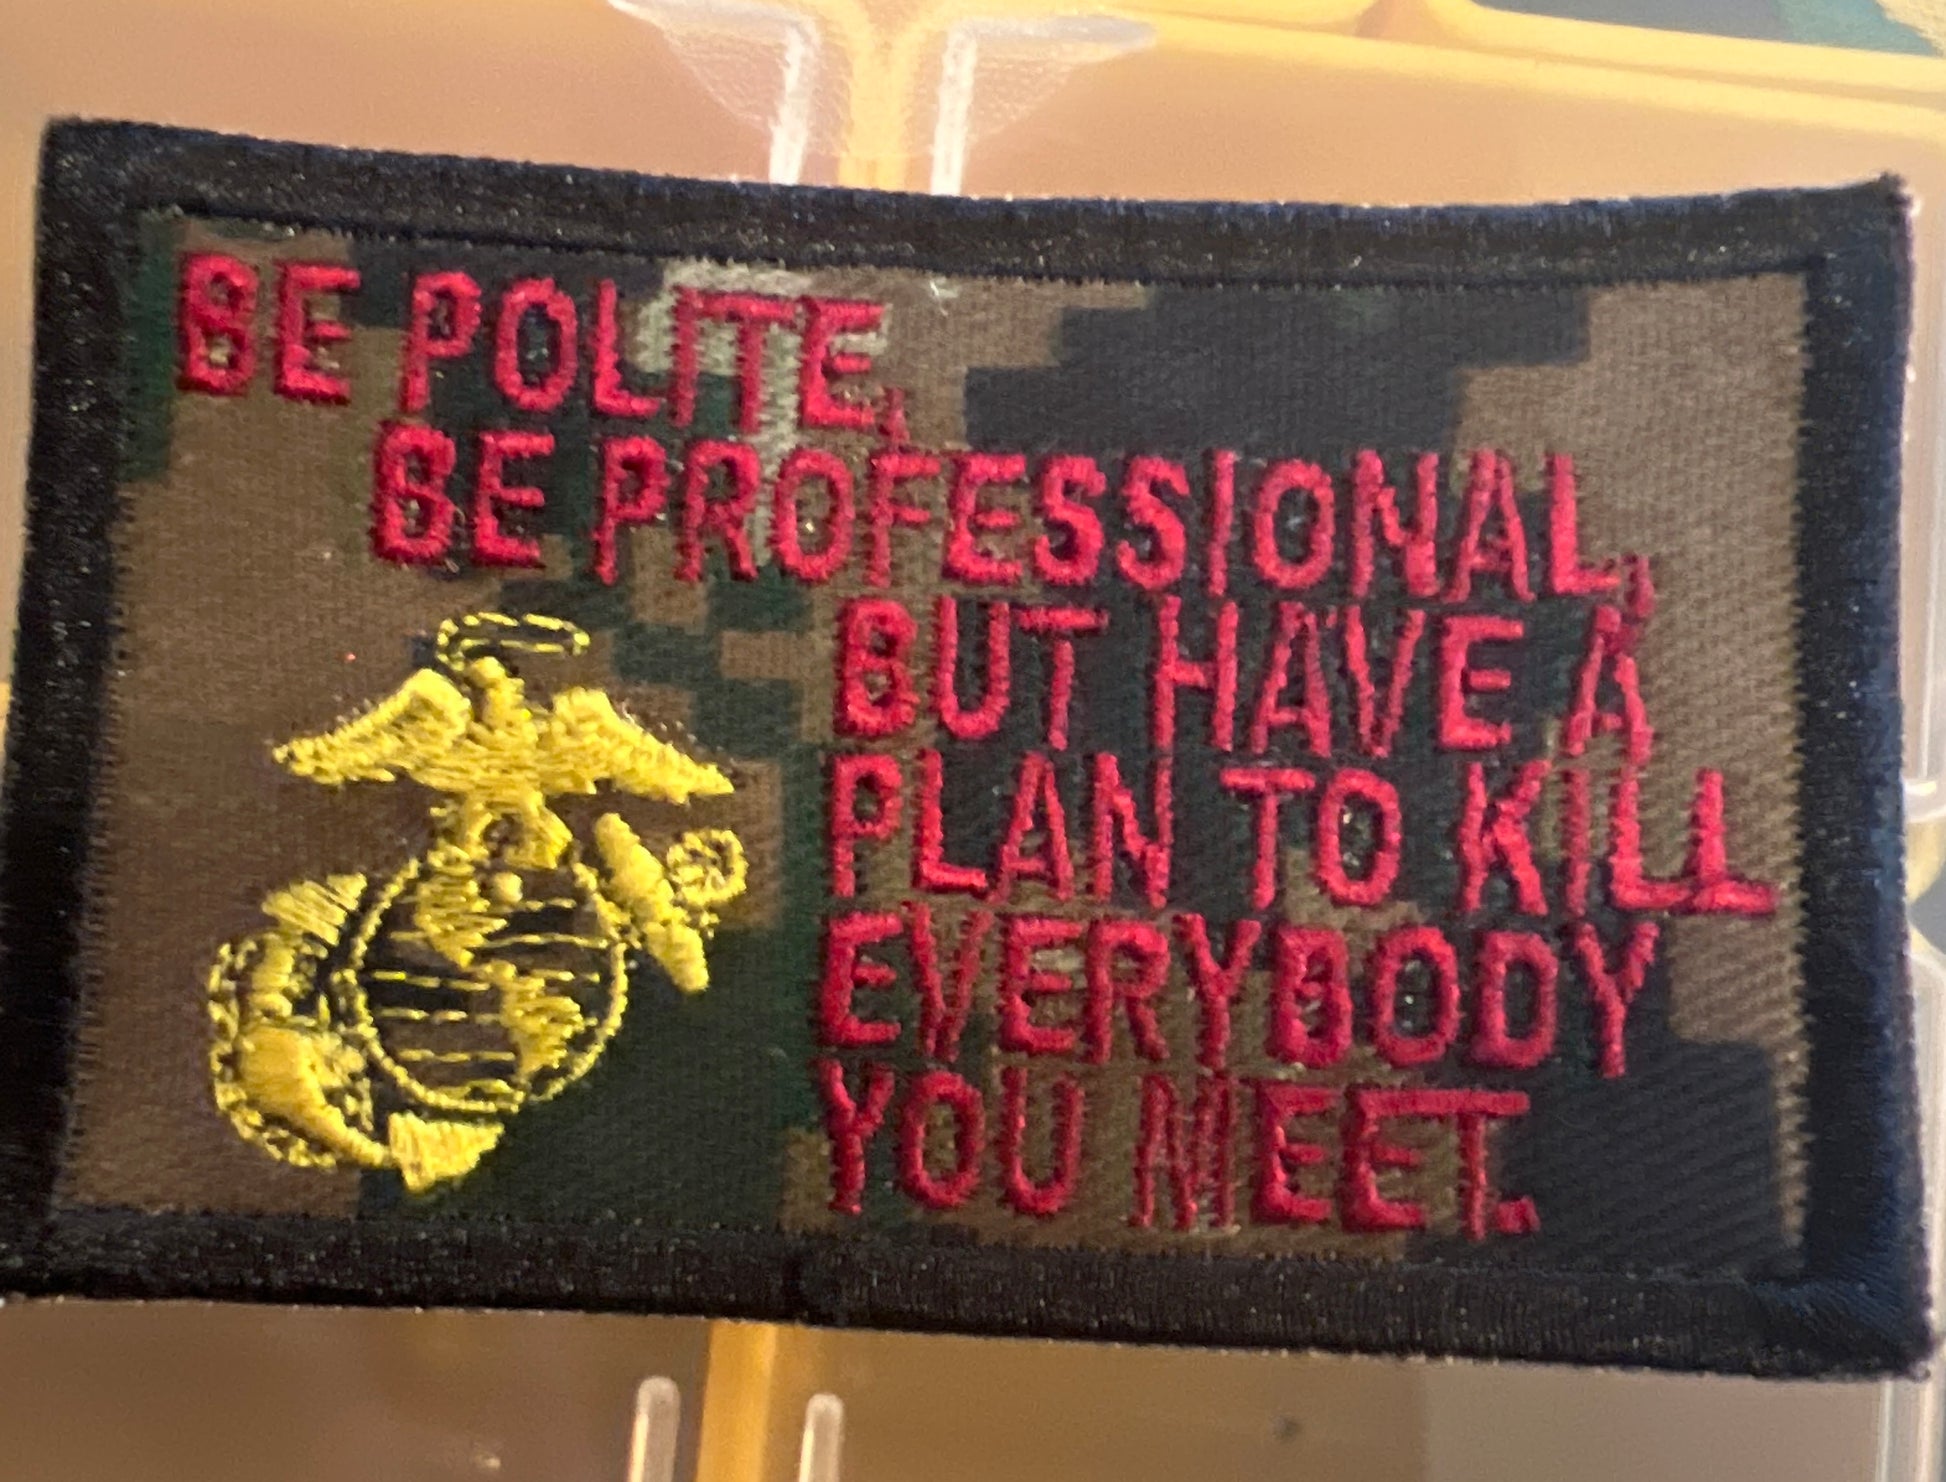 BE POLITE,
BE PROFESSIONAL,
BUT HAVE A
PLAN TO KILL
EVERYBODY
YOU MEET.